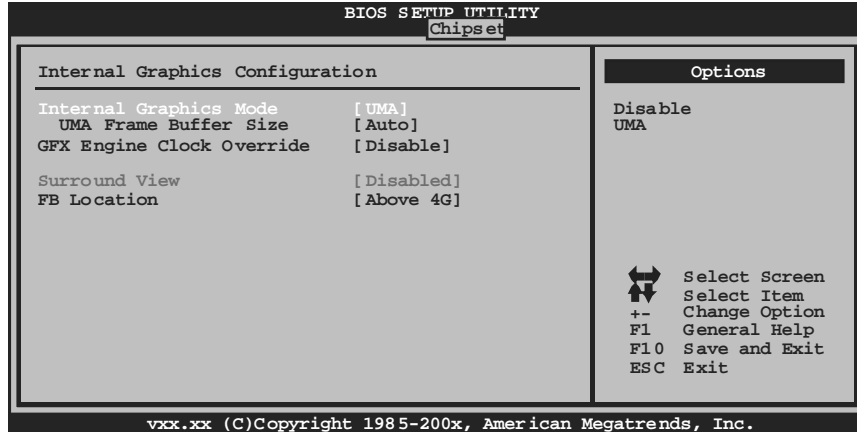 BIOS SETUP UTILITY
Chipset
Internal Graphics Configuration
Internal Graphics Mode [UMA]
UMA Frame Buffer Size [Auto]
GFX Engine Clock Override [Disable]
Surround View [Disabled]
FB Location [Above 4G]
Options
Disable
UMA
Select Screen
Select Item
+- Change Option
F1 General Help
F10 Save and Exit
ESC Exit
vxx.xx (C)Copyright 1985-200x, American Megatrends, Inc.